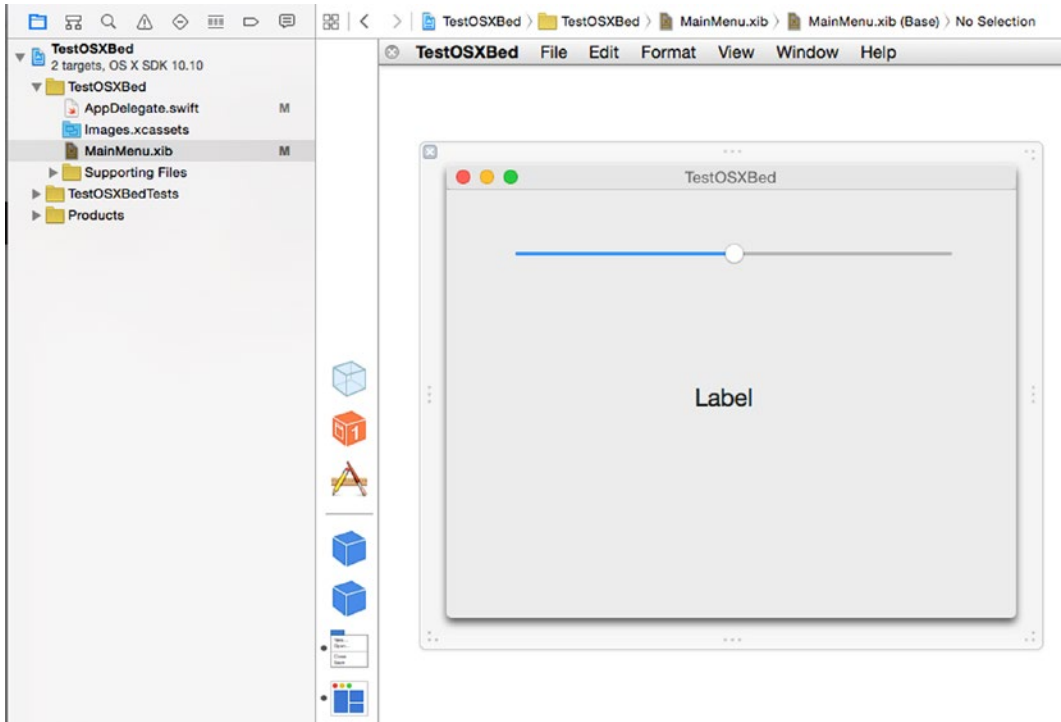 TestOSXBed > TestOSXBed > MainMenu.xib > MainMenu.xib (Base) > No Selection
TestOSXBed
2 targets, OS X SDK 10.10
TestOSXBed
AppDelegate.swift M
Images.xcassets
MainMenu.xib M
Supporting Files
TestOSXBedTests
Products
TestOSXBed File Edit Format View Window Help
TestOSXBed
Label
1